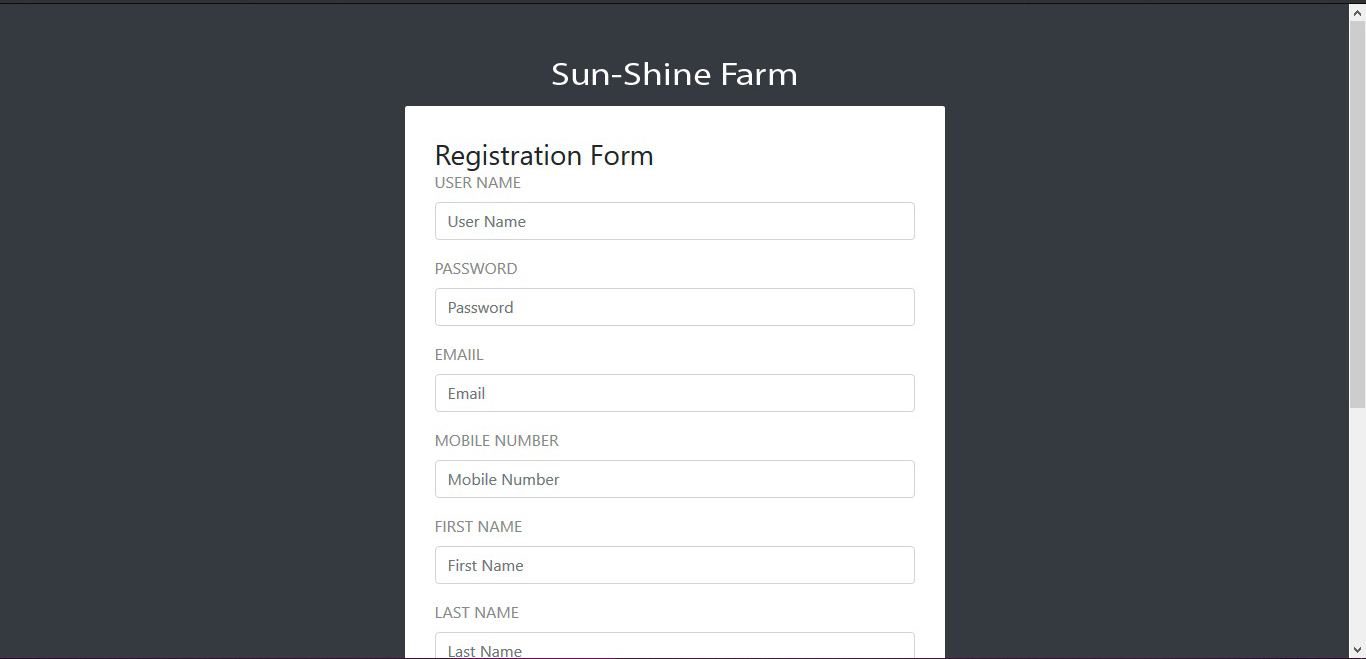 Sun-Shine Farm
Registration Form
USER NAME
User Name
PASSWORD
Password
EMAIIL
Email
MOBILE NUMBER
Mobile Number
FIRST NAME
First Name
LAST NAME
Last Name